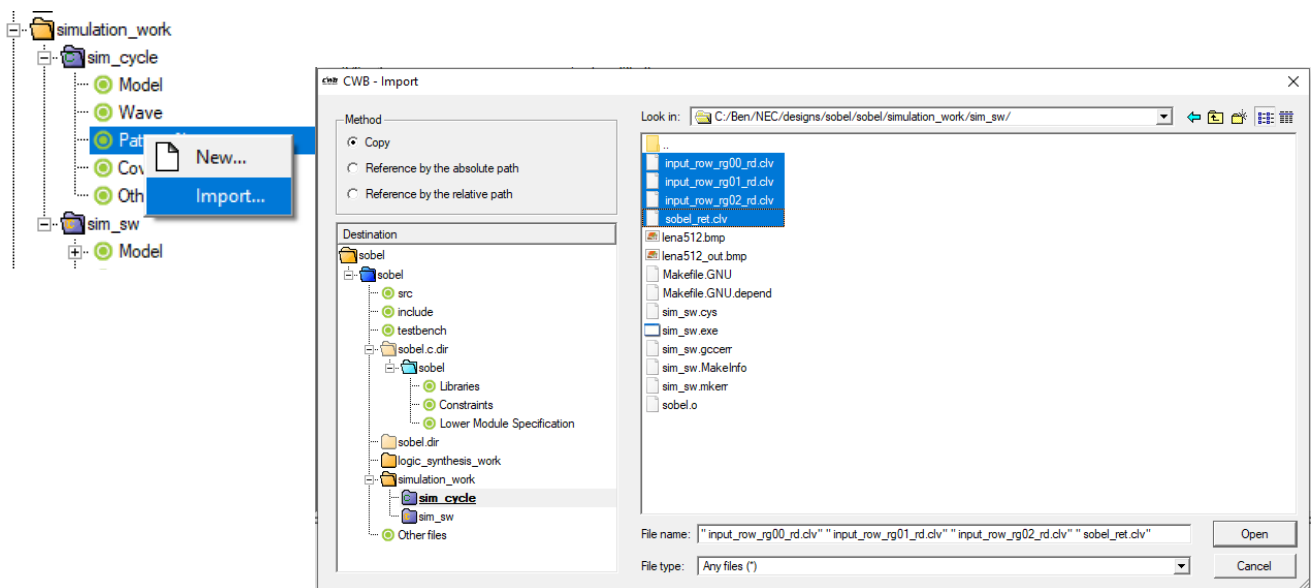 simulation_work
sim_cycle
Model
Wave
New...
Import...
sim_sw
Model
CWB - Import
Method
Copy
Reference by the absolute path
Reference by the relative path
Destination
sobel
sobel
src
include
testbench
sobel.c.dir
sobel
Libraries
Constraints
Lower Module Specification
sobel.dir
logic_synthesis_work
simulation_work
sim_cycle
sim_sw
Other files
Look in: C:/Ben/NEC/designs/sobel/sobel/simulation_work/sim_sw/
..
input_row_rg00_rd.clv
input_row_rg01_rd.clv
input_row_rg02_rd.clv
sobel_ret.clv
lena512.bmp
lena512_out.bmp
Makefile.GNU
Makefile.GNU.depend
sim_sw.cys
sim_sw.exe
sim_sw.gccerr
sim_sw.MakeInfo
sim_sw.mkerr
sobel.o
File name: "input_row_rg00_rd.clv" "input_row_rg01_rd.clv" "input_row_rg02_rd.clv" "sobel_ret.clv" Open
File type: Any files (*) Cancel